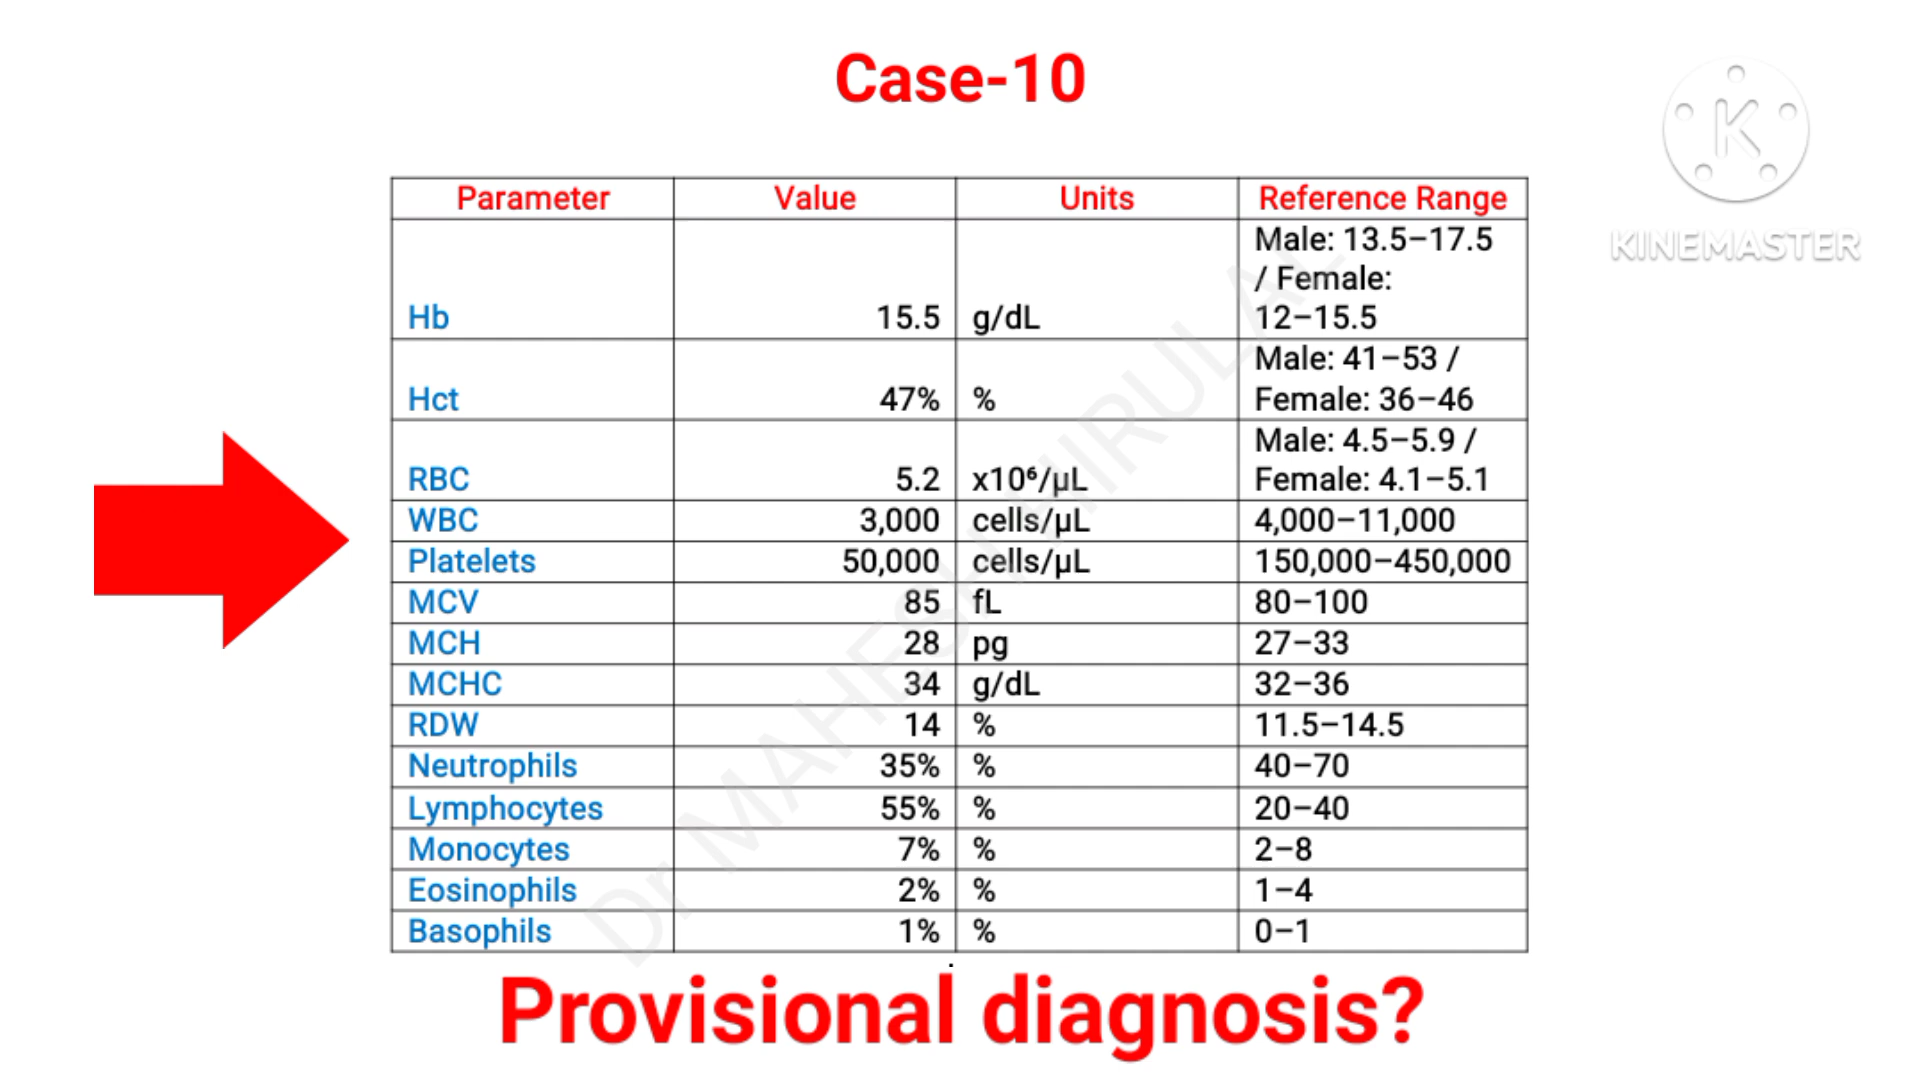 Case-10
K
KINEMASTER
Parameter Value Units Reference Range
Hb 15.5 g/dL Male: 13.5–17.5
/ Female:
12–15.5
Hct 47% % Male: 41–53 /
Female: 36–46
RBC 5.2 x10⁶/µL Male: 4.5–5.9 /
Female: 4.1–5.1
WBC 3,000 cells/µL 4,000–11,000
Platelets 50,000 cells/µL 150,000–450,000
MCV 85 fL 80–100
MCH 28 pg 27–33
MCHC 34 g/dL 32–36
RDW 14 % 11.5–14.5
Neutrophils 35% % 40–70
Lymphocytes 55% % 20–40
Monocytes 7% % 2–8
Eosinophils 2% % 1–4
Basophils 1% % 0–1
Dr MAHESH HIRULAL
.
Provisional diagnosis?